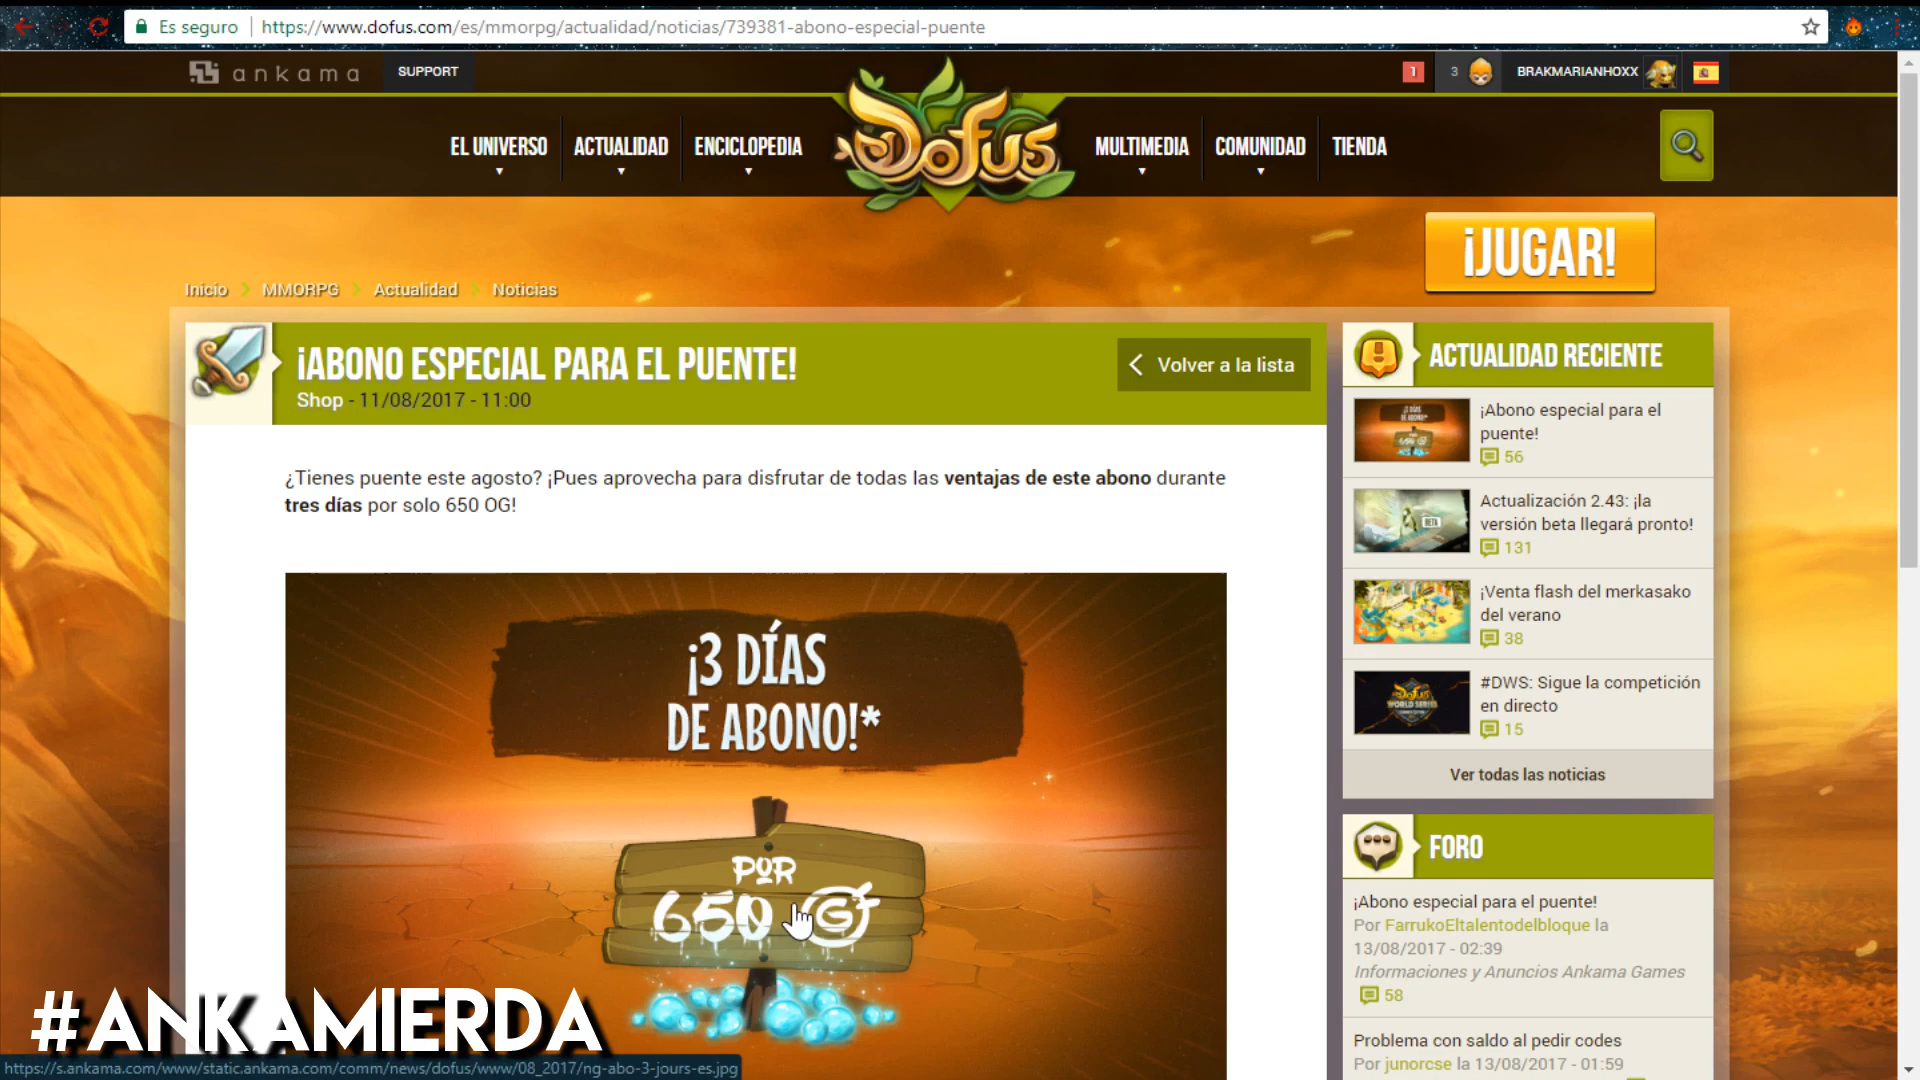 Es seguro
https://www.dofus.com/es/mmorpg/actualidad/noticias/739381-abono-especial-puente
ankama
SUPPORT
1
3
BRAKMARIANHOXX
EL UNIVERSO
ACTUALIDAD
ENCICLOPEDIA
DOFUS
MULTIMEDIA
COMUNIDAD
TIENDA
¡JUGAR!
Inicio
MMORPG
Actualidad
Noticias
¡ABONO ESPECIAL PARA EL PUENTE!
Shop - 11/08/2017 - 11:00
Volver a la lista
¿Tienes puente este agosto? ¡Pues aprovecha para disfrutar de todas las ventajas de este abono durante
tres días por solo 650 OG!
¡3 DÍAS
DE ABONO!*
POR
650 G
ACTUALIDAD RECIENTE
¡Abono especial para el
puente!
56
Actualización 2.43: ¡la
versión beta llegará pronto!
131
¡Venta flash del merkasako
del verano
38
#DWS: Sigue la competición
en directo
15
Ver todas las noticias
FORO
¡Abono especial para el puente!
Por FarrukoEltalentodelbloque la
13/08/2017 - 02:39
Informaciones y Anuncios Ankama Games
58
Problema con saldo al pedir codes
Por junorcse la 13/08/2017 - 01:59
#ANKAMIERDA
https://s.ankama.com/www/static.ankama.com/comm/news/dofus/www/08_2017/ng-abo-3-jours-es.jpg